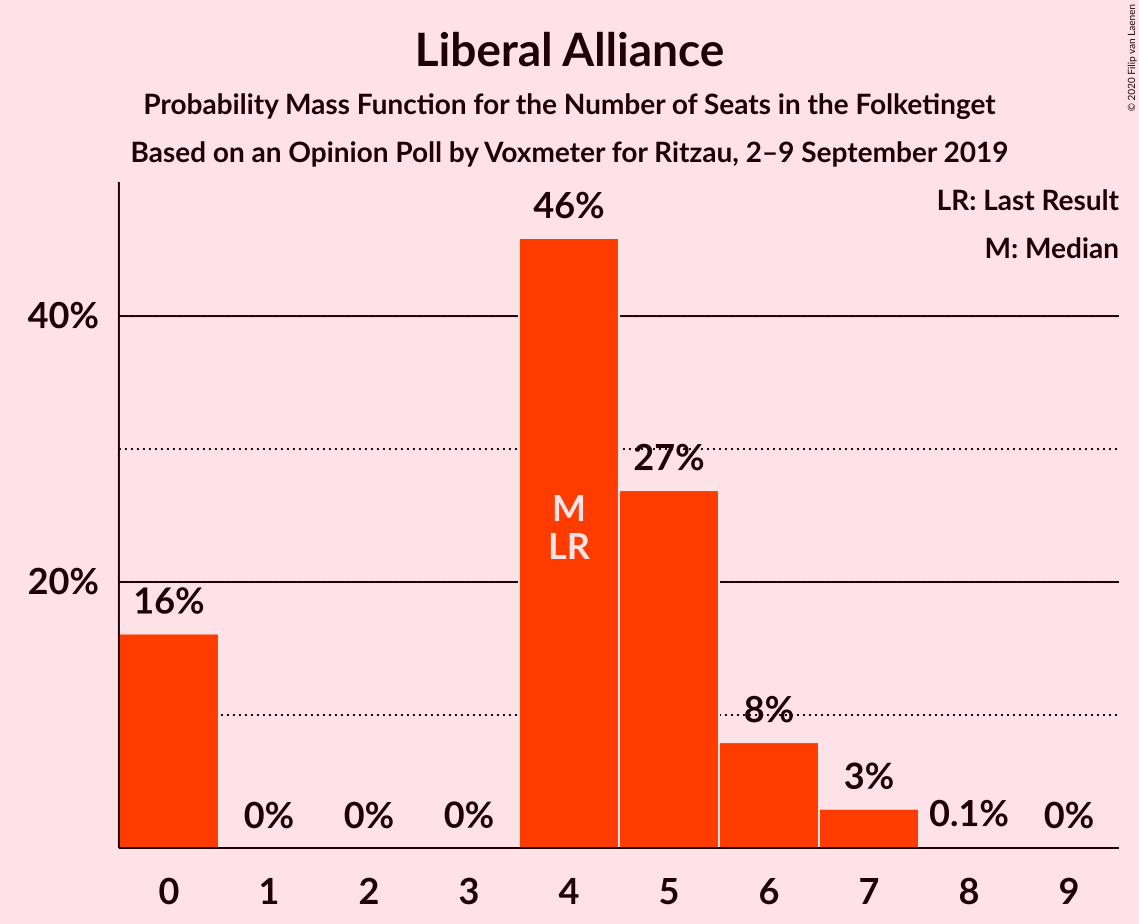 Liberal Alliance
Probability Mass Function for the Number of Seats in the Folketinget
Based on an Opinion Poll by Voxmeter for Ritzau, 2–9 September 2019
© 2020 Filip van Laenen
LR: Last Result
M: Median
46%
40%
27%
M
LR
20%
16%
8%
3%
0%
0%
0%
0.1%
0%
0
1
2
3
4
5
6
7
8
9